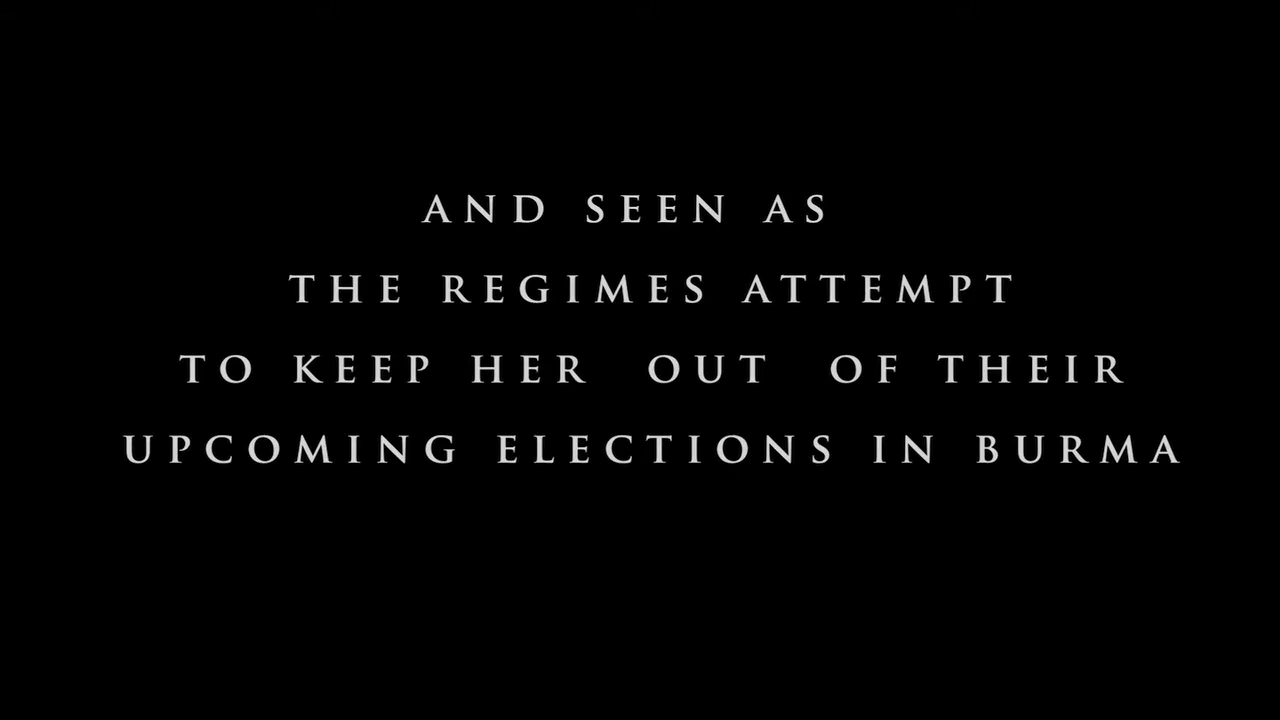 AND SEEN AS
THE REGIMES ATTEMPT
TO KEEP HER OUT OF THEIR
UPCOMING ELECTIONS IN BURMA